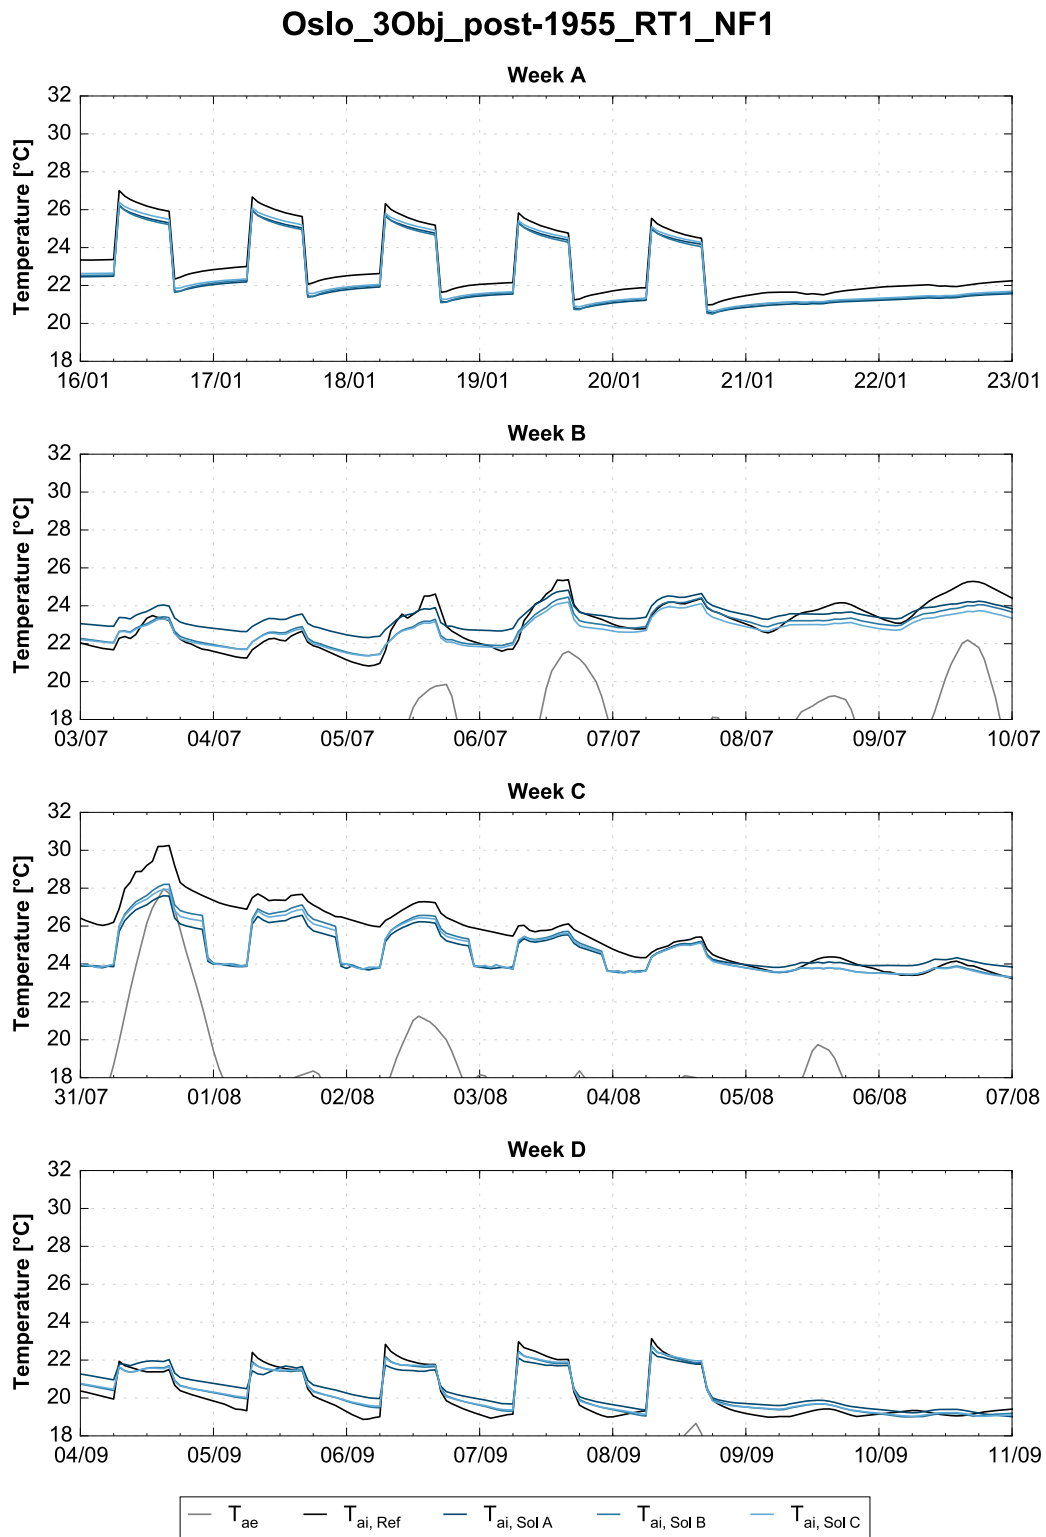 Oslo_3Obj_post-1955_RT1_NF1
Week A
Temperature [°C]
32
30
28
26
24
22
20
18
16/01 17/01 18/01 19/01 20/01 21/01 22/01 23/01
Week B
Temperature [°C]
32
30
28
26
24
22
20
18
03/07 04/07 05/07 06/07 07/07 08/07 09/07 10/07
Week C
Temperature [°C]
32
30
28
26
24
22
20
18
31/07 01/08 02/08 03/08 04/08 05/08 06/08 07/08
Week D
Temperature [°C]
32
30
28
26
24
22
20
18
04/09 05/09 06/09 07/09 08/09 09/09 10/09 11/09
T ae T ai, Ref T ai, Sol A T ai, Sol B T ai, Sol C